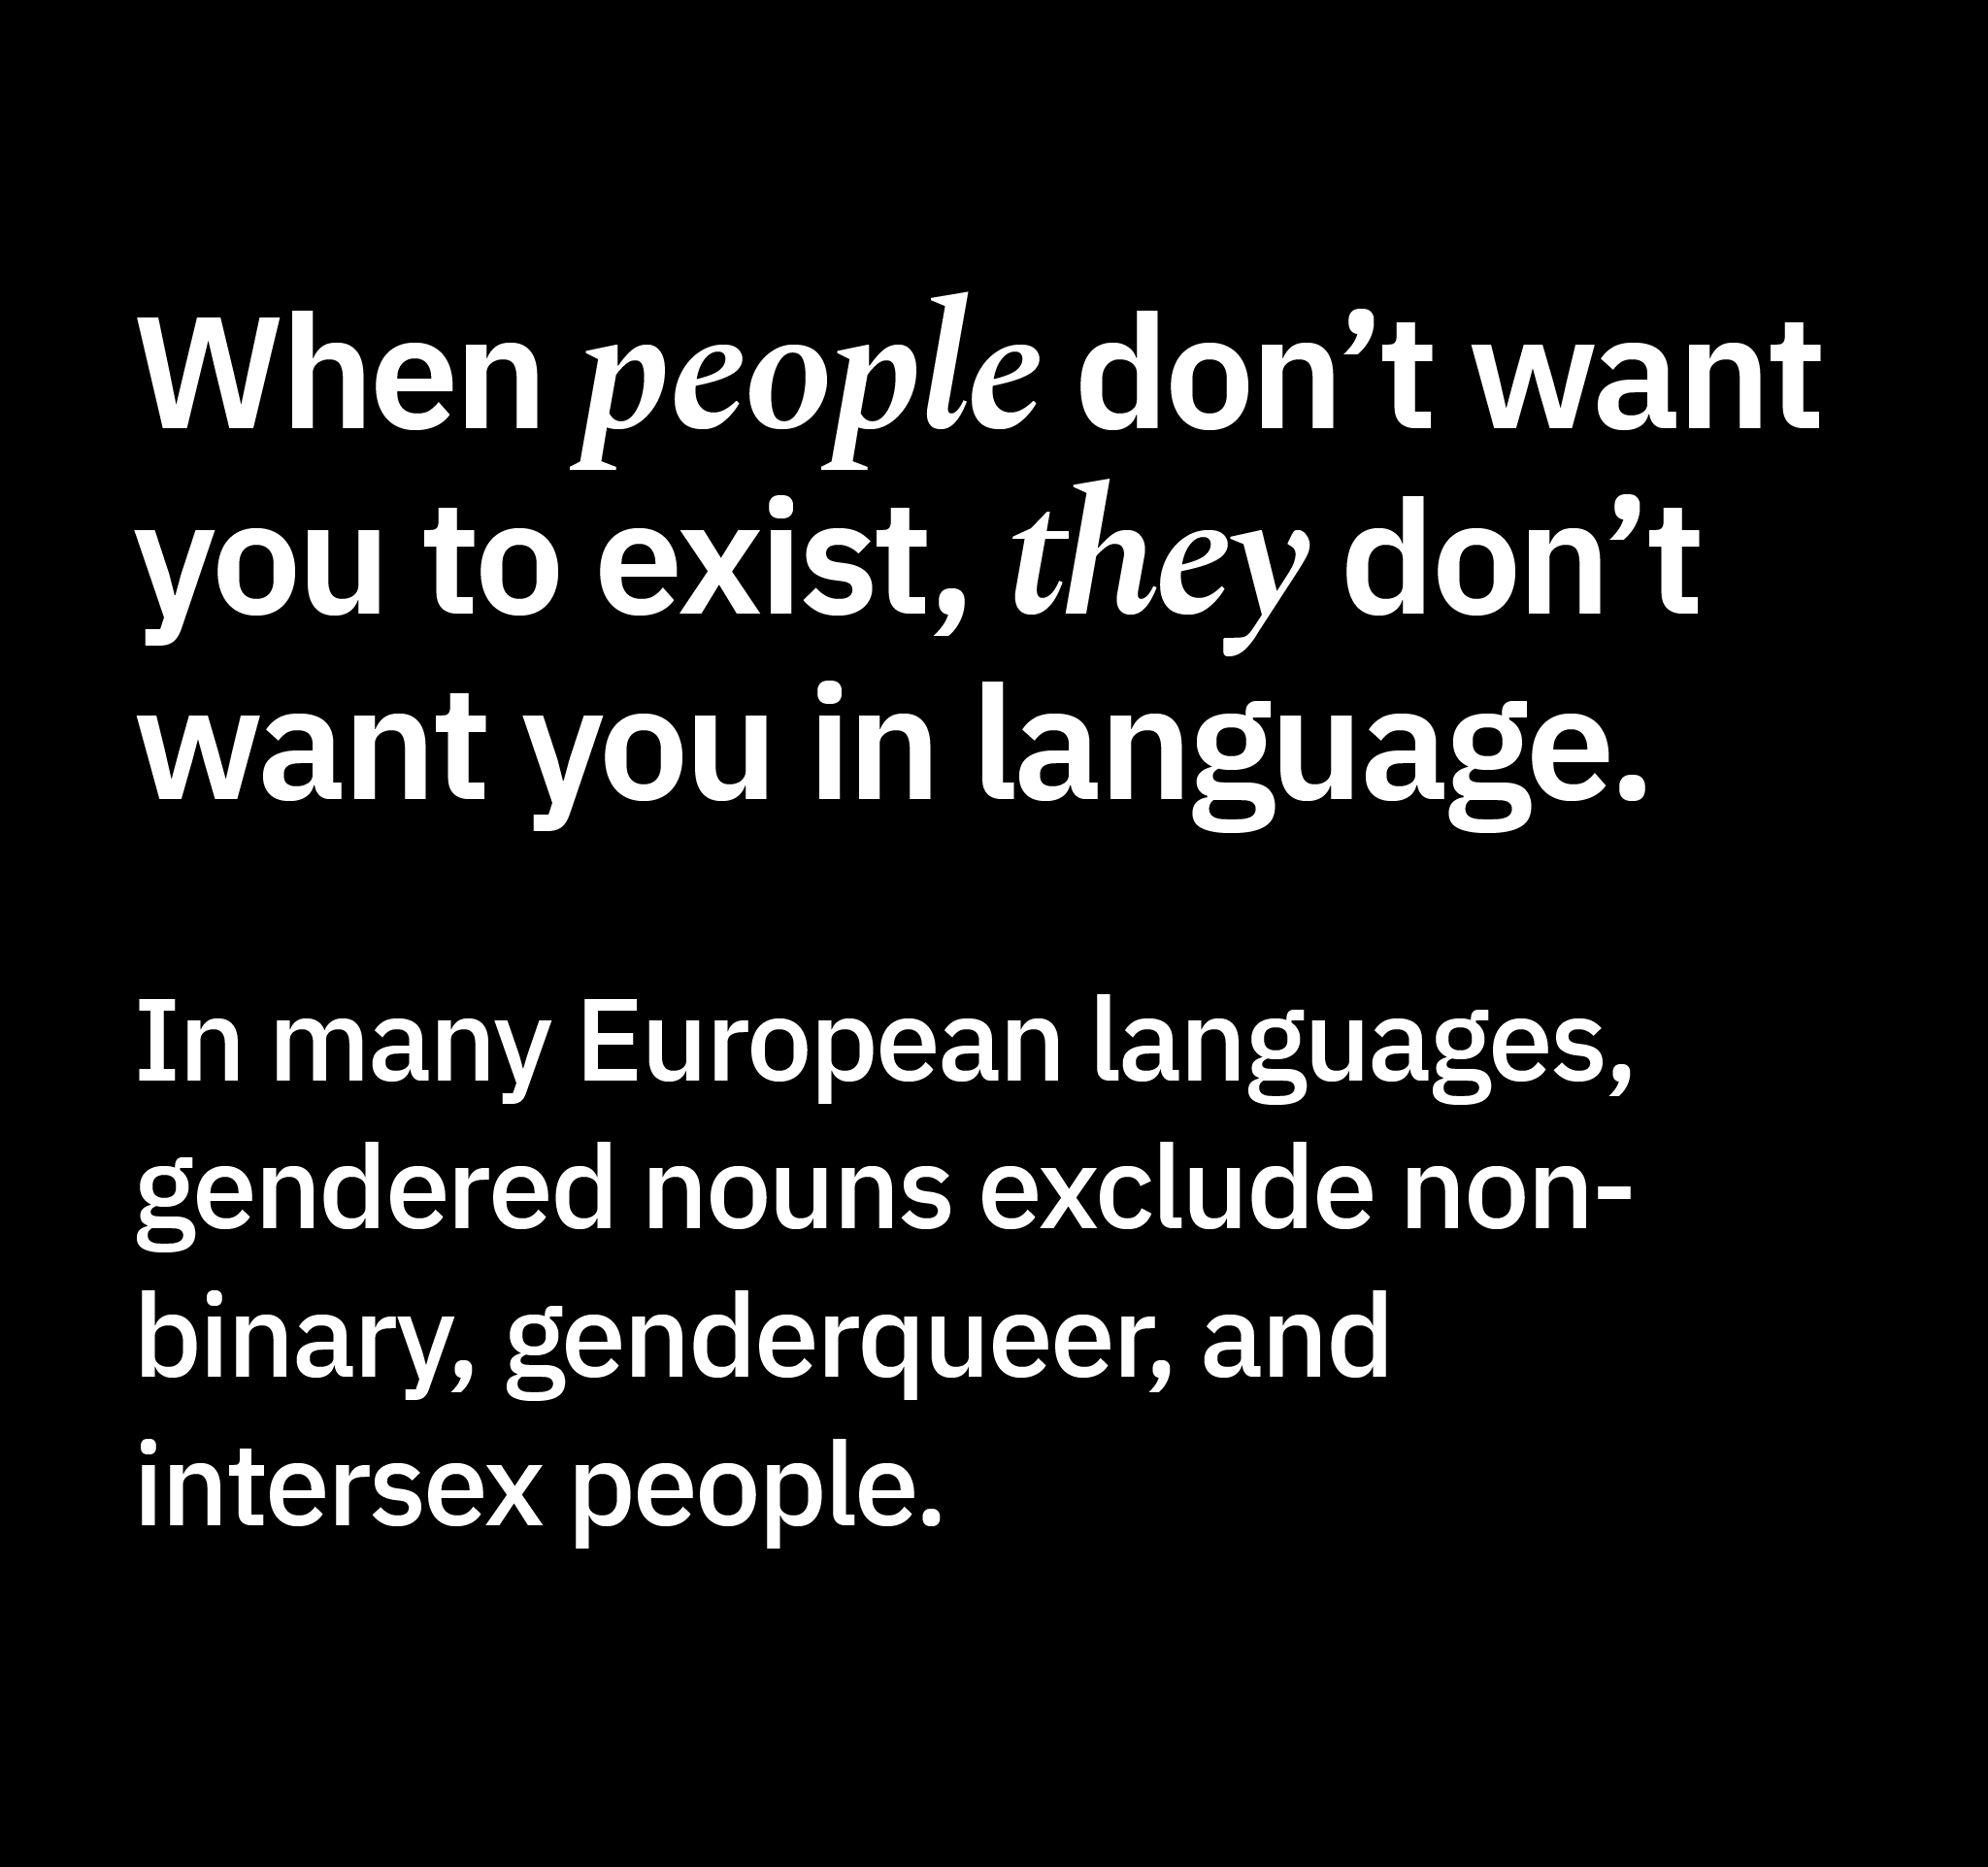 When people don’t want
you to exist, they don’t
want you in language.
In many European languages,
gendered nouns exclude non-
binary, genderqueer, and
intersex people.